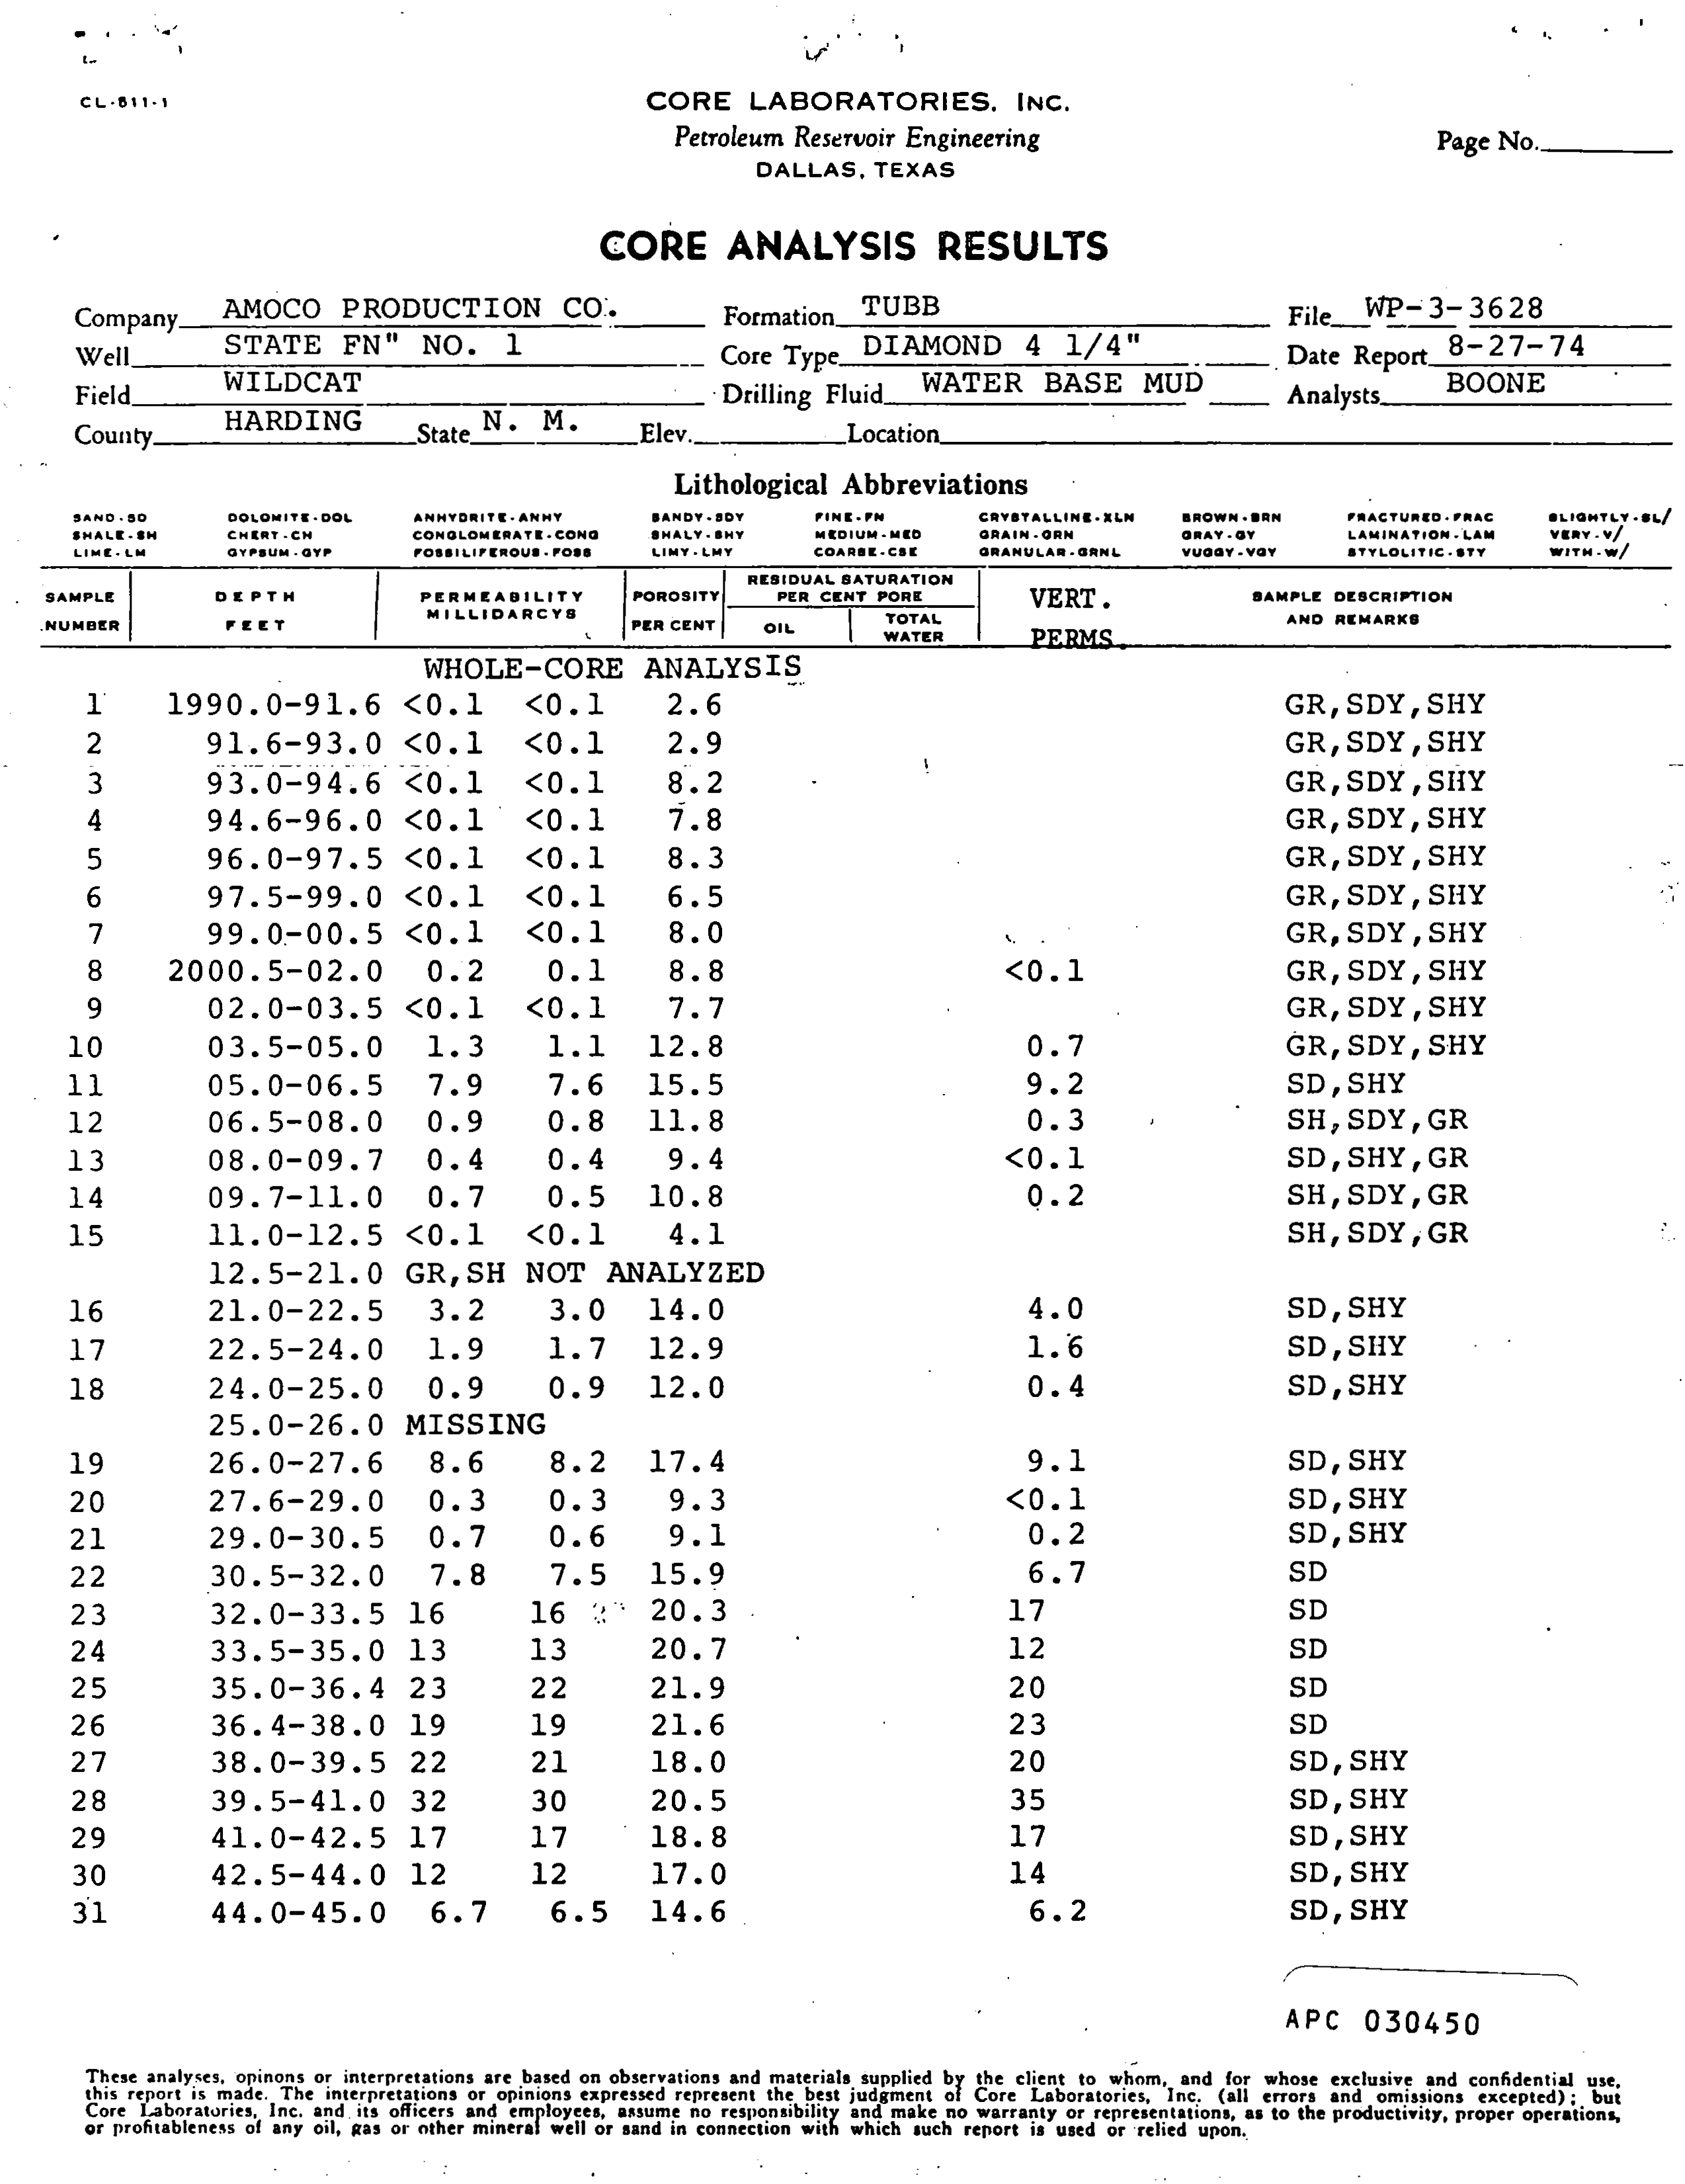 CL-511-1
CORE LABORATORIES, INC.
Petroleum Reservoir Engineering
DALLAS, TEXAS
Page No.
CORE ANALYSIS RESULTS
Company AMOCO PRODUCTION CO. Formation TUBB File WP-3-3628
Well STATE FN" NO. 1 Core Type DIAMOND 4 1/4" Date Report 8-27-74
Field WILDCAT Drilling Fluid WATER BASE MUD Analysts BOONE
County HARDING State N. M. Elev. Location
Lithological Abbreviations
SAND-SD DOLOMITE-DOL ANHYDRITE-ANHY SANDY-SDY FINE-FN CRYSTALLINE-XLN BROWN-BRN FRACTURED-FRAC SLIGHTLY-SL/
SHALE-SH CHERT-CH CONGLOMERATE-CONG SHALY-SHY MEDIUM-MED GRAIN-GRN GRAY-GY LAMINATION-LAM VERY-V/
LIME-LM GYPSUM-GYP FOSSILIFEROUS-FOSS LIMY-LMY COARSE-CSE GRANULAR-GRNL VUGGY-VGY STYLOLITIC-STY WITH-W/
SAMPLE NUMBER DEPTH FEET PERMEABILITY MILLIDARCYS POROSITY PER CENT RESIDUAL SATURATION PER CENT PORE OIL TOTAL WATER VERT. PERMS. SAMPLE DESCRIPTION AND REMARKS
WHOLE-CORE ANALYSIS
1 1990.0-91.6 <0.1 <0.1 2.6 GR,SDY,SHY
2 91.6-93.0 <0.1 <0.1 2.9 GR,SDY,SHY
3 93.0-94.6 <0.1 <0.1 8.2 GR,SDY,SHY
4 94.6-96.0 <0.1 <0.1 7.8 GR,SDY,SHY
5 96.0-97.5 <0.1 <0.1 8.3 GR,SDY,SHY
6 97.5-99.0 <0.1 <0.1 6.5 GR,SDY,SHY
7 99.0-00.5 <0.1 <0.1 8.0 GR,SDY,SHY
8 2000.5-02.0 0.2 0.1 8.8 <0.1 GR,SDY,SHY
9 02.0-03.5 <0.1 <0.1 7.7 GR,SDY,SHY
10 03.5-05.0 1.3 1.1 12.8 0.7 GR,SDY,SHY
11 05.0-06.5 7.9 7.6 15.5 9.2 SD,SHY
12 06.5-08.0 0.9 0.8 11.8 0.3 SH,SDY,GR
13 08.0-09.7 0.4 0.4 9.4 <0.1 SD,SHY,GR
14 09.7-11.0 0.7 0.5 10.8 0.2 SH,SDY,GR
15 11.0-12.5 <0.1 <0.1 4.1 SH,SDY,GR
12.5-21.0 GR,SH NOT ANALYZED
16 21.0-22.5 3.2 3.0 14.0 4.0 SD,SHY
17 22.5-24.0 1.9 1.7 12.9 1.6 SD,SHY
18 24.0-25.0 0.9 0.9 12.0 0.4 SD,SHY
25.0-26.0 MISSING
19 26.0-27.6 8.6 8.2 17.4 9.1 SD,SHY
20 27.6-29.0 0.3 0.3 9.3 <0.1 SD,SHY
21 29.0-30.5 0.7 0.6 9.1 0.2 SD,SHY
22 30.5-32.0 7.8 7.5 15.9 6.7 SD
23 32.0-33.5 16 16 20.3 17 SD
24 33.5-35.0 13 13 20.7 12 SD
25 35.0-36.4 23 22 21.9 20 SD
26 36.4-38.0 19 19 21.6 23 SD
27 38.0-39.5 22 21 18.0 20 SD,SHY
28 39.5-41.0 32 30 20.5 35 SD,SHY
29 41.0-42.5 17 17 18.8 17 SD,SHY
30 42.5-44.0 12 12 17.0 14 SD,SHY
31 44.0-45.0 6.7 6.5 14.6 6.2 SD,SHY
APC 030450
These analyses, opinons or interpretations are based on observations and materials supplied by the client to whom, and for whose exclusive and confidential use,
this report is made. The interpretations or opinions expressed represent the best judgment of Core Laboratories, Inc. (all errors and omissions excepted); but
Core Laboratories, Inc. and its officers and employees, assume no responsibility and make no warranty or representations, as to the productivity, proper operations,
or profitableness of any oil, gas or other mineral well or sand in connection with which such report is used or relied upon.